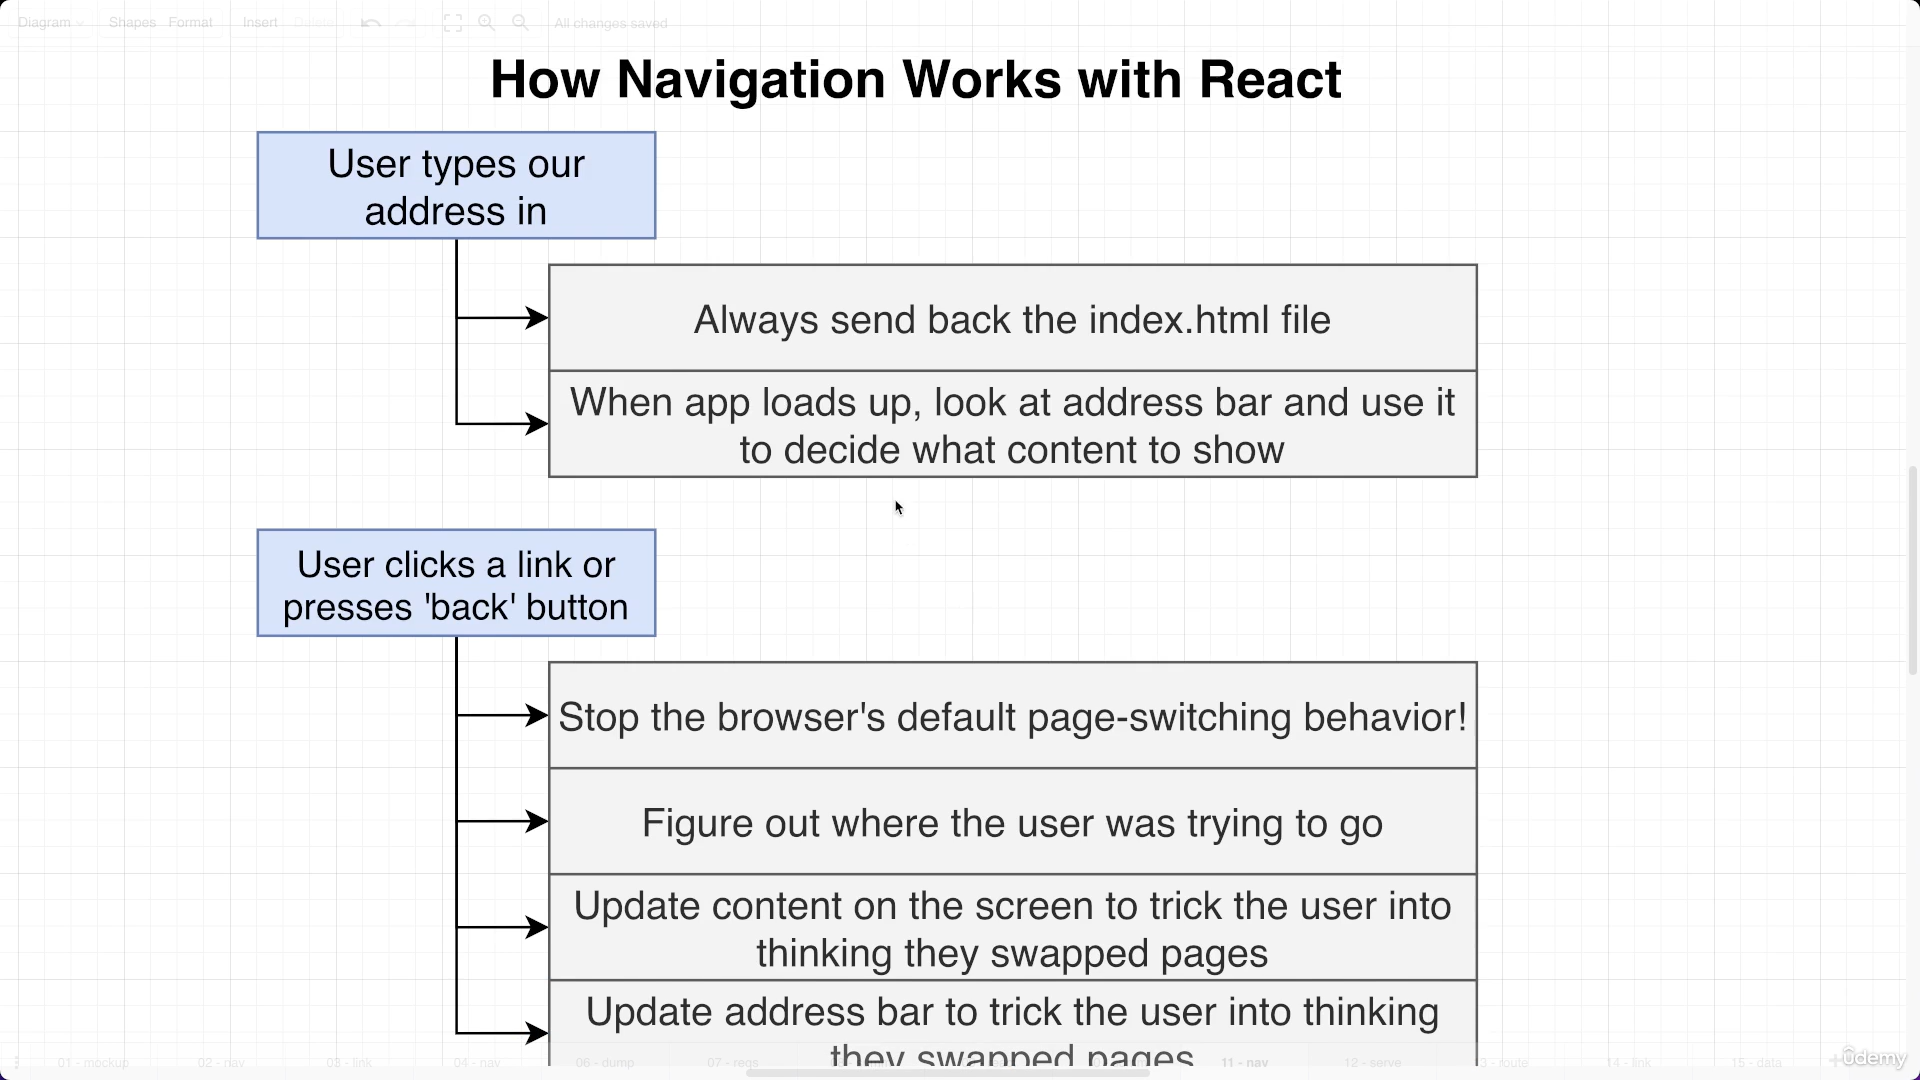 Diagram Shapes Format Insert Delete All changes saved
How Navigation Works with React
User types our
address in
Always send back the index.html file
When app loads up, look at address bar and use it
to decide what content to show
User clicks a link or
presses 'back' button
Stop the browser's default page-switching behavior!
Figure out where the user was trying to go
Update content on the screen to trick the user into
thinking they swapped pages
Update address bar to trick the user into thinking
they swapped pages
01 - mockup 02 - nav 03 - link 04 - nav 06 - dump 07 - reqs 11 - nav 12 - serve 13 - route 14 - link 15 - data
ûdemy